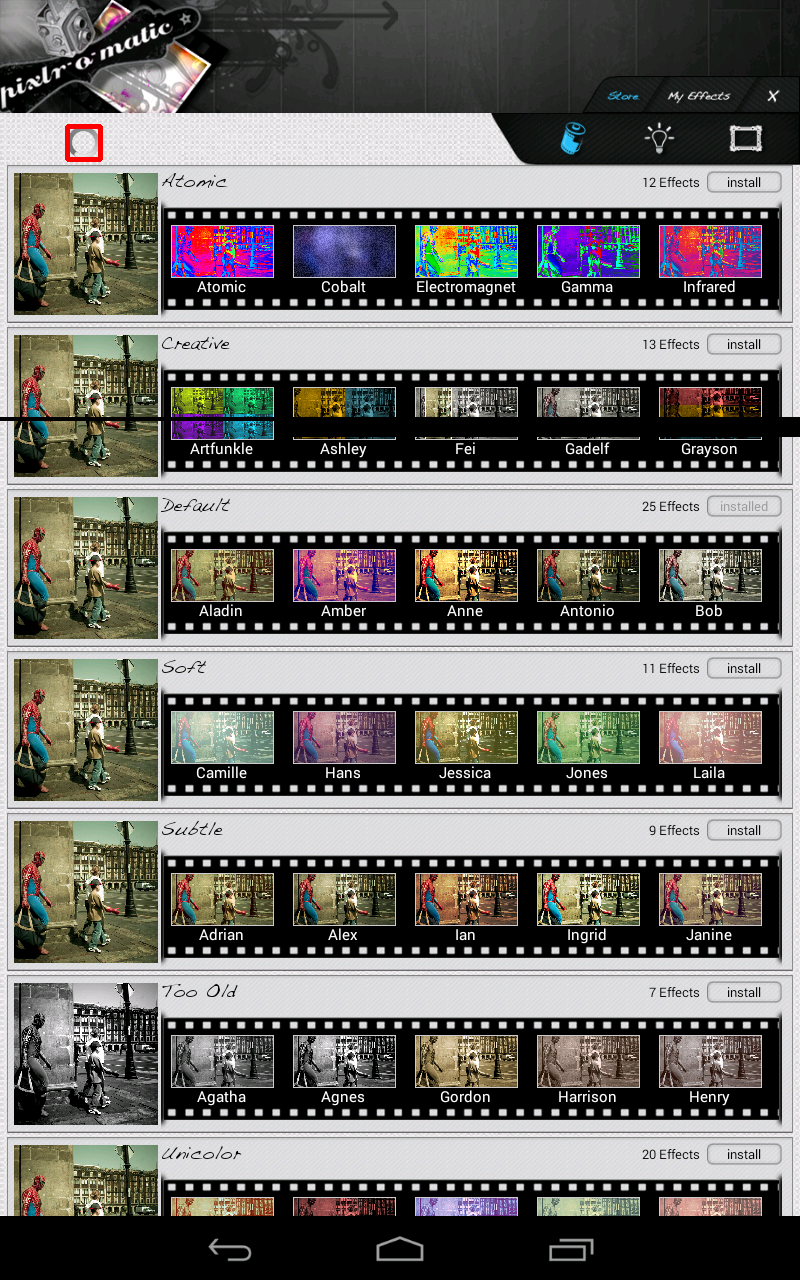 pixlr-o-matic
Store
My Effects
X
Atomic
12 Effects
install
Atomic
Cobalt
Electromagnet
Gamma
Infrared
Creative
13 Effects
install
Artfunkle
Ashley
Fei
Gadelf
Grayson
Default
25 Effects
installed
Aladin
Amber
Anne
Antonio
Bob
Soft
11 Effects
install
Camille
Hans
Jessica
Jones
Laila
Subtle
9 Effects
install
Adrian
Alex
Ian
Ingrid
Janine
Too Old
7 Effects
install
Agatha
Agnes
Gordon
Harrison
Henry
Unicolor
20 Effects
install